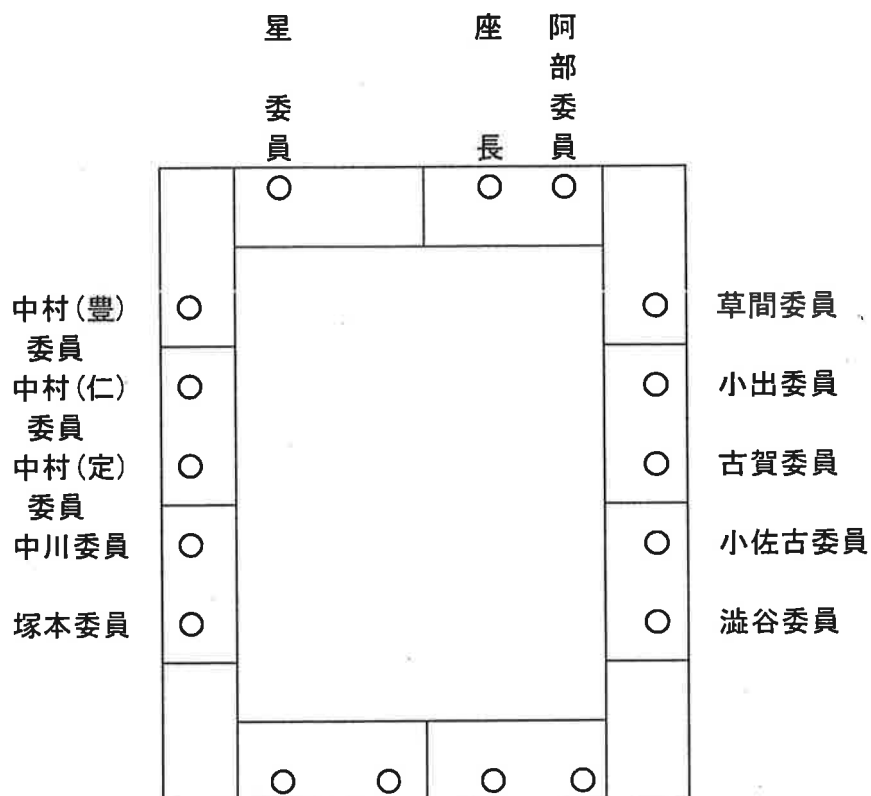 星委員
座長
阿部委員
中村(豊)
委員
中村(仁)
委員
中村(定)
委員
中川委員
塚本委員
草間委員
小出委員
古賀委員
小佐古委員
澁谷委員